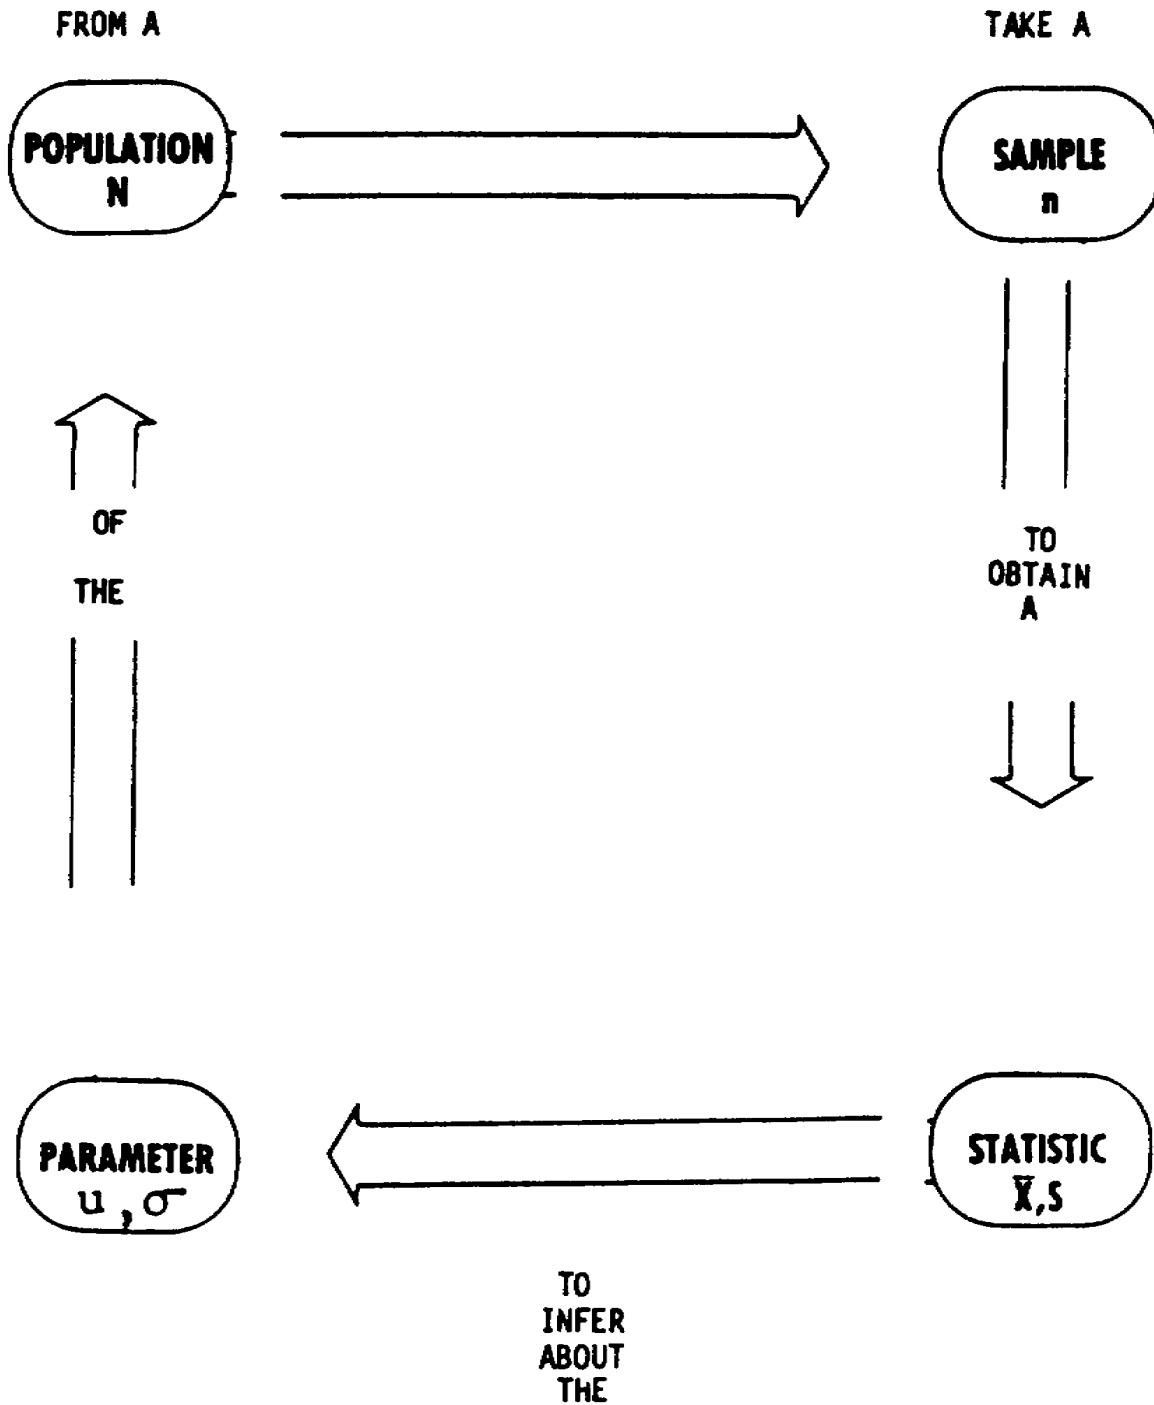 FROM A
TAKE A
POPULATION
N
SAMPLE
n
OF
THE
TO
OBTAIN
A
PARAMETER
u, σ
STATISTIC
X̄,S
TO
INFER
ABOUT
THE